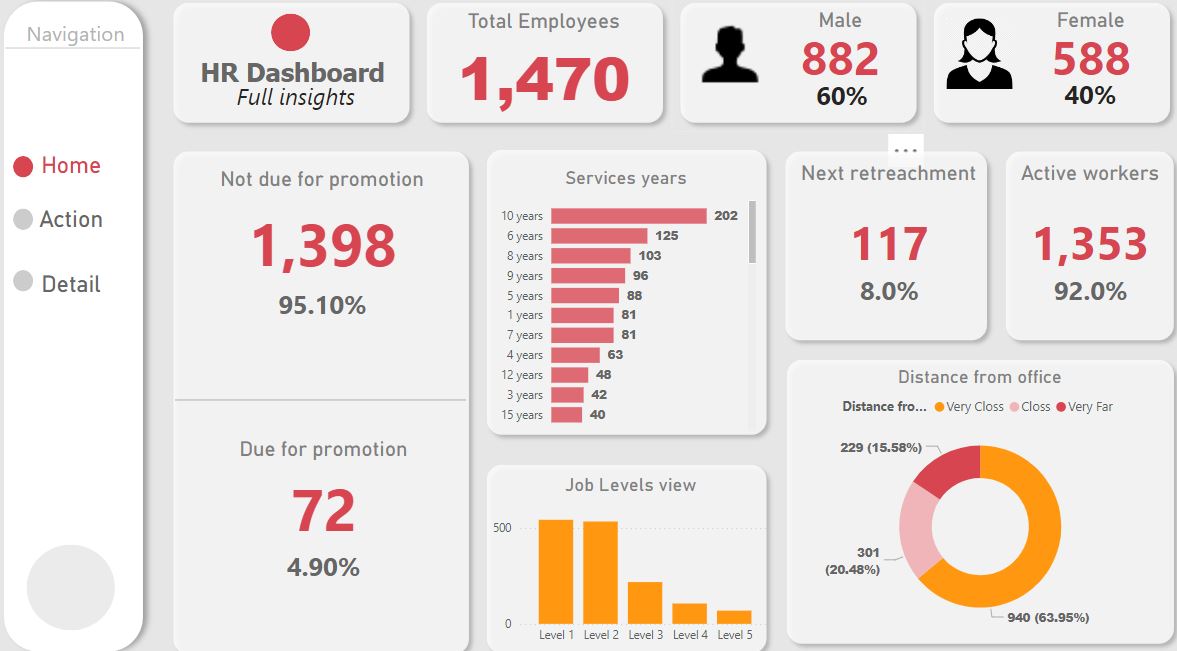 Navigation
Home
Action
Detail
HR Dashboard
Full insights
Total Employees
1,470
Male
882
60%
Female
588
40%
Not due for promotion
1,398
95.10%
Due for promotion
72
4.90%
Services years
10 years 202
6 years 125
8 years 103
9 years 96
5 years 88
1 years 81
7 years 81
4 years 63
12 years 48
3 years 42
15 years 40
Job Levels view
500
0
Level 1 Level 2 Level 3 Level 4 Level 5
...
Next retreachment
117
8.0%
Active workers
1,353
92.0%
Distance from office
Distance fro... Very Closs Closs Very Far
229 (15.58%)
301
(20.48%)
940 (63.95%)